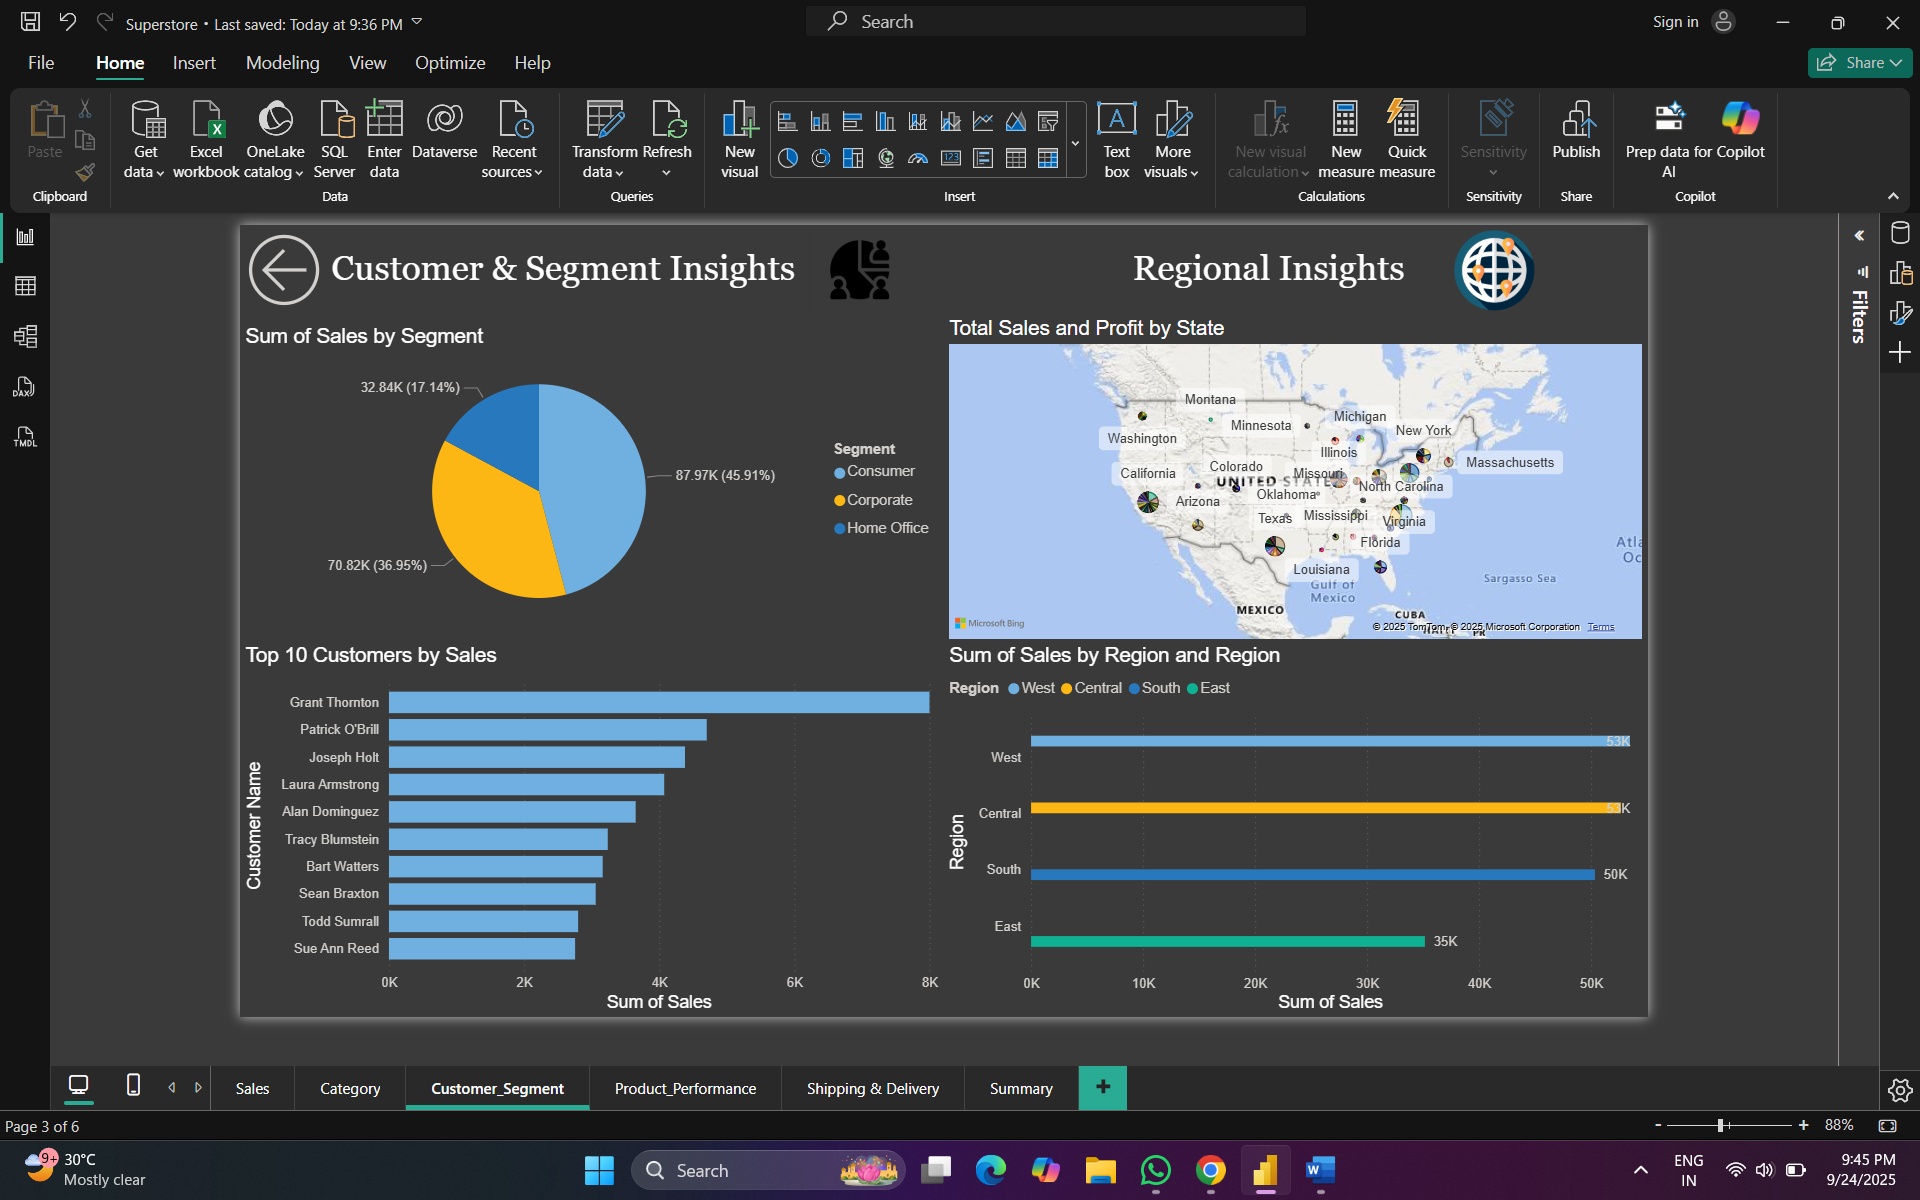 Superstore • Last saved: Today at 9:36 PM
Search
Sign in
File
Home
Insert
Modeling
View
Optimize
Help
Share
Paste
Get data
Excel workbook
OneLake catalog
SQL Server
Enter data
Dataverse
Recent sources
Transform data
Refresh
New visual
Text box
More visuals
New visual calculation
New measure
Quick measure
Sensitivity
Publish
Prep data for AI
Copilot
Clipboard
Data
Queries
Insert
Calculations
Sensitivity
Share
Copilot
DAX
TMDL
Filters
Customer & Segment Insights
Regional Insights
Sum of Sales by Segment
32.84K (17.14%)
87.97K (45.91%)
70.82K (36.95%)
Segment
Consumer
Corporate
Home Office
Total Sales and Profit by State
Montana
Minnesota
Michigan
New York
Washington
Illinois
Massachusetts
California
Colorado
Missouri
UNITED STATE
North Carolina
Arizona
Oklahoma
Texas
Mississippi
Virginia
Florida
Louisiana
Gulf of
Mexico
Sargasso Sea
Atla
Oc
MEXICO
CUBA
HAITI
PR
Microsoft Bing
© 2025 TomTom, © 2025 Microsoft Corporation Terms
Top 10 Customers by Sales
Customer Name
Grant Thornton
Patrick O'Brill
Joseph Holt
Laura Armstrong
Alan Dominguez
Tracy Blumstein
Bart Watters
Sean Braxton
Todd Sumrall
Sue Ann Reed
0K 2K 4K 6K 8K
Sum of Sales
Sum of Sales by Region and Region
Region West Central South East
Region
West 53K
Central 53K
South 50K
East 35K
0K 10K 20K 30K 40K 50K
Sum of Sales
Sales
Category
Customer_Segment
Product_Performance
Shipping & Delivery
Summary
+
Page 3 of 6
- + 88%
9+
30°C
Mostly clear
Search
ENG
IN
9:45 PM
9/24/2025